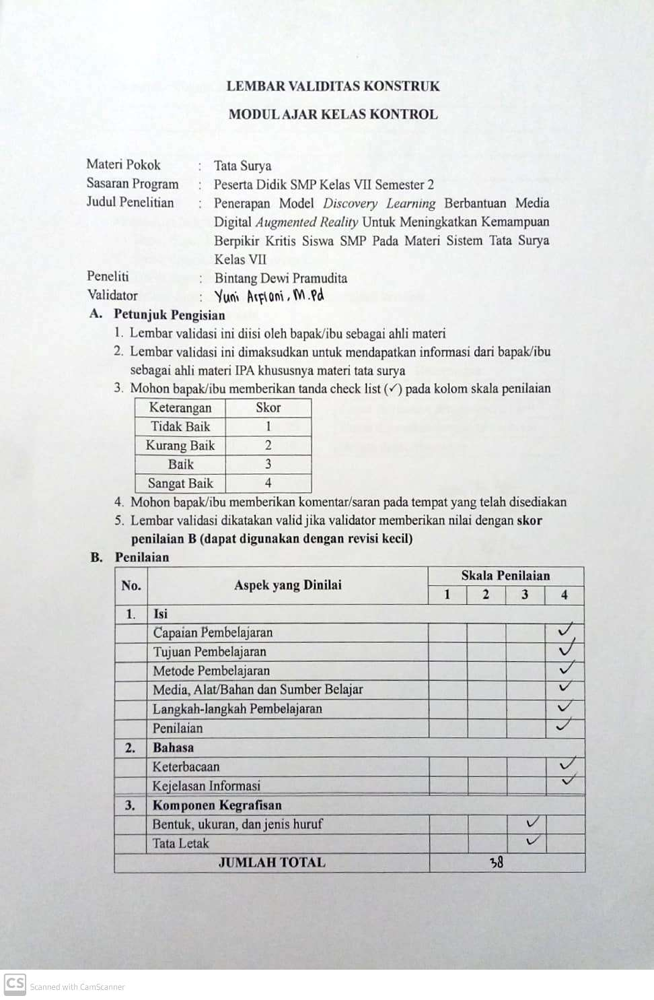 LEMBAR VALIDITAS KONSTRUK
MODUL AJAR KELAS KONTROL
Materi Pokok : Tata Surya
Sasaran Program : Peserta Didik SMP Kelas VII Semester 2
Judul Penelitian : Penerapan Model Discovery Learning Berbantuan Media
Digital Augmented Reality Untuk Meningkatkan Kemampuan
Berpikir Kritis Siswa SMP Pada Materi Sistem Tata Surya
Kelas VII
Peneliti : Bintang Dewi Pramudita
Validator : Yuni Arfiani, M.Pd
A. Petunjuk Pengisian
1. Lembar validasi ini diisi oleh bapak/ibu sebagai ahli materi
2. Lembar validasi ini dimaksudkan untuk mendapatkan informasi dari bapak/ibu
sebagai ahli materi IPA khususnya materi tata surya
3. Mohon bapak/ibu memberikan tanda check list (✓) pada kolom skala penilaian
Keterangan Skor
Tidak Baik 1
Kurang Baik 2
Baik 3
Sangat Baik 4
4. Mohon bapak/ibu memberikan komentar/saran pada tempat yang telah disediakan
5. Lembar validasi dikatakan valid jika validator memberikan nilai dengan skor
penilaian B (dapat digunakan dengan revisi kecil)
B. Penilaian
No. Aspek yang Dinilai Skala Penilaian
1 2 3 4
1. Isi
Capaian Pembelajaran ✓
Tujuan Pembelajaran ✓
Metode Pembelajaran ✓
Media, Alat/Bahan dan Sumber Belajar ✓
Langkah-langkah Pembelajaran ✓
Penilaian ✓
2. Bahasa
Keterbacaan ✓
Kejelasan Informasi ✓
3. Komponen Kegrafisan
Bentuk, ukuran, dan jenis huruf ✓
Tata Letak ✓
JUMLAH TOTAL 38
CS Scanned with CamScanner